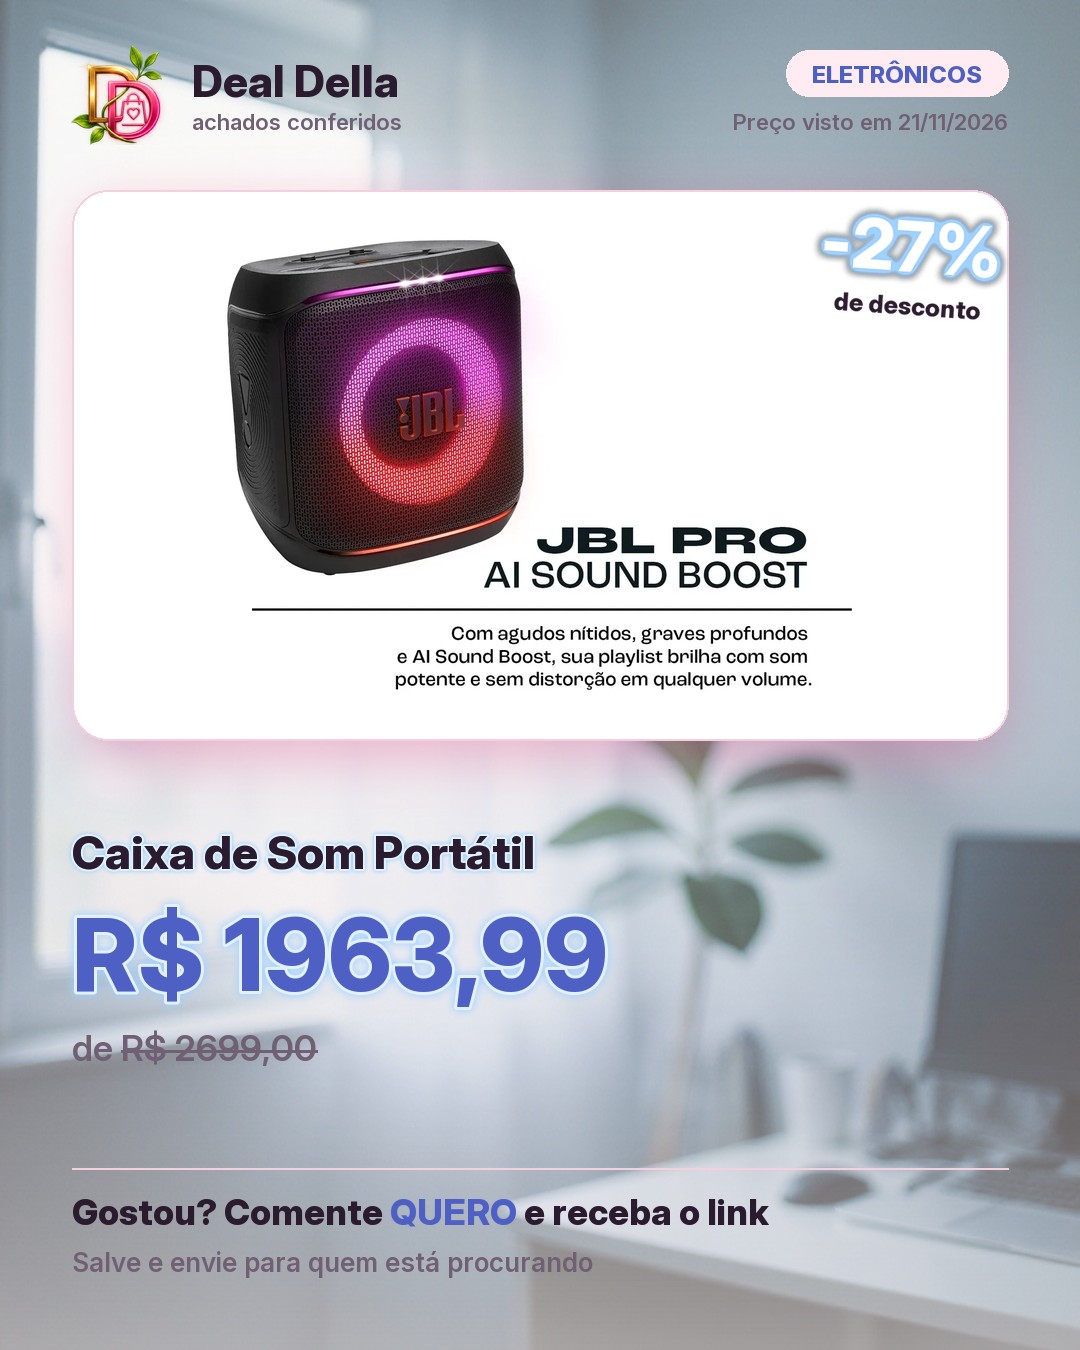 Deal Della
achados conferidos
ELETRÔNICOS
Preço visto em 21/11/2026
-27%
de desconto
JBL
JBL PRO
AI SOUND BOOST
Com agudos nítidos, graves profundos
e AI Sound Boost, sua playlist brilha com som
potente e sem distorção em qualquer volume.
Caixa de Som Portátil
R$ 1963,99
de R$ 2699,00
Gostou? Comente QUERO e receba o link
Salve e envie para quem está procurando